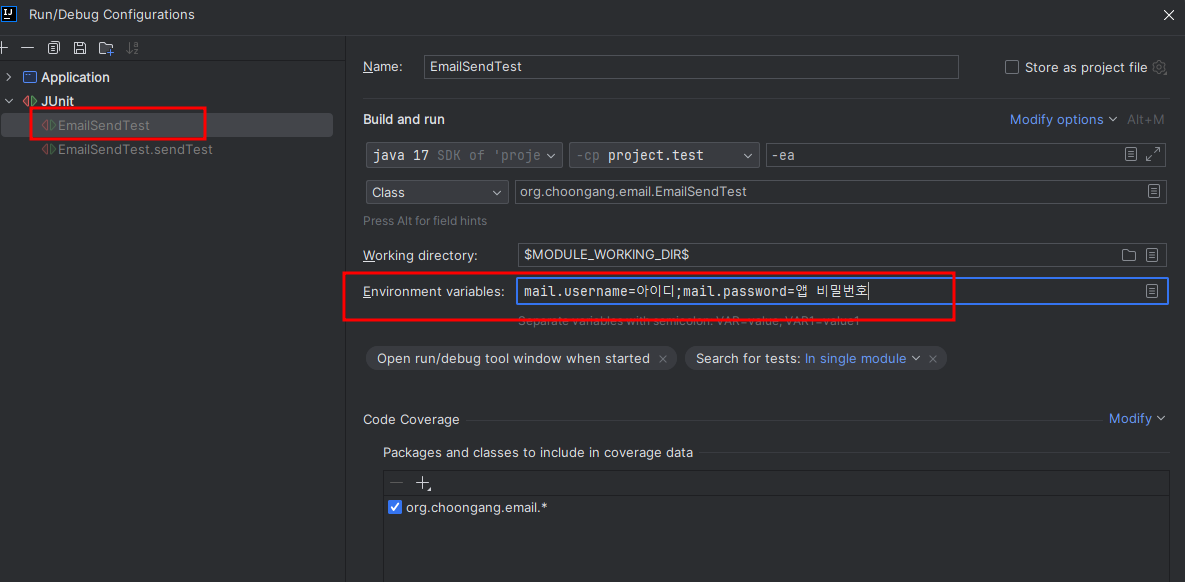 Run/Debug Configurations
Application
JUnit
EmailSendTest
EmailSendTest.sendTest
Name: EmailSendTest
Store as project file
Build and run
Modify options Alt+M
java 17 SDK of 'proje
-cp project.test
-ea
Class
org.choongang.email.EmailSendTest
Press Alt for field hints
Working directory: $MODULE_WORKING_DIR$
Environment variables: mail.username=아이디;mail.password=앱 비밀번호
Separate variables with semicolon: VAR=value; VAR1=value1
Open run/debug tool window when started ×
Search for tests: In single module ×
Code Coverage
Modify
Packages and classes to include in coverage data
org.choongang.email.*